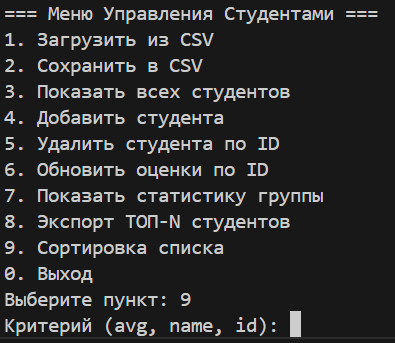 === Меню Управления Студентами ===
1. Загрузить из CSV
2. Сохранить в CSV
3. Показать всех студентов
4. Добавить студента
5. Удалить студента по ID
6. Обновить оценки по ID
7. Показать статистику группы
8. Экспорт ТОП-N студентов
9. Сортировка списка
0. Выход
Выберите пункт: 9
Критерий (avg, name, id):